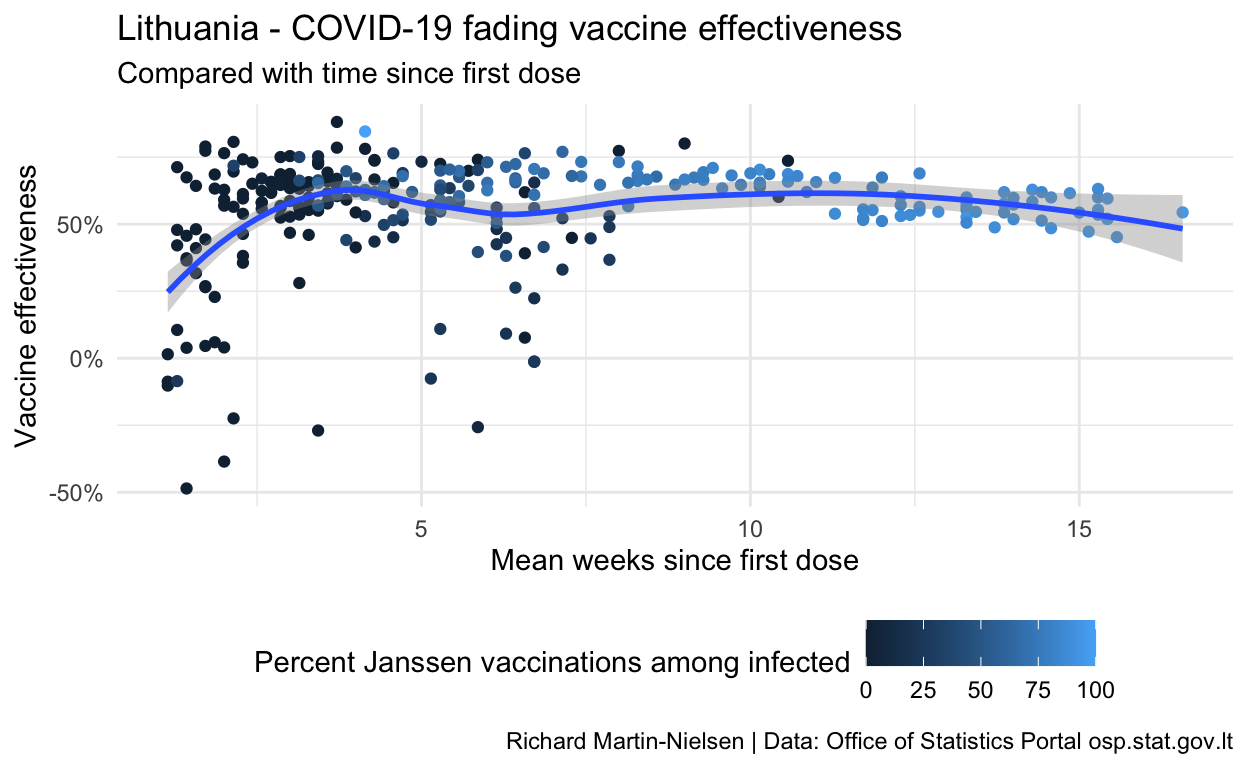 Lithuania - COVID-19 fading vaccine effectiveness
Compared with time since first dose
Vaccine effectiveness
50%
0%
-50%
5 10 15
Mean weeks since first dose
Percent Janssen vaccinations among infected
0 25 50 75 100
Richard Martin-Nielsen | Data: Office of Statistics Portal osp.stat.gov.lt